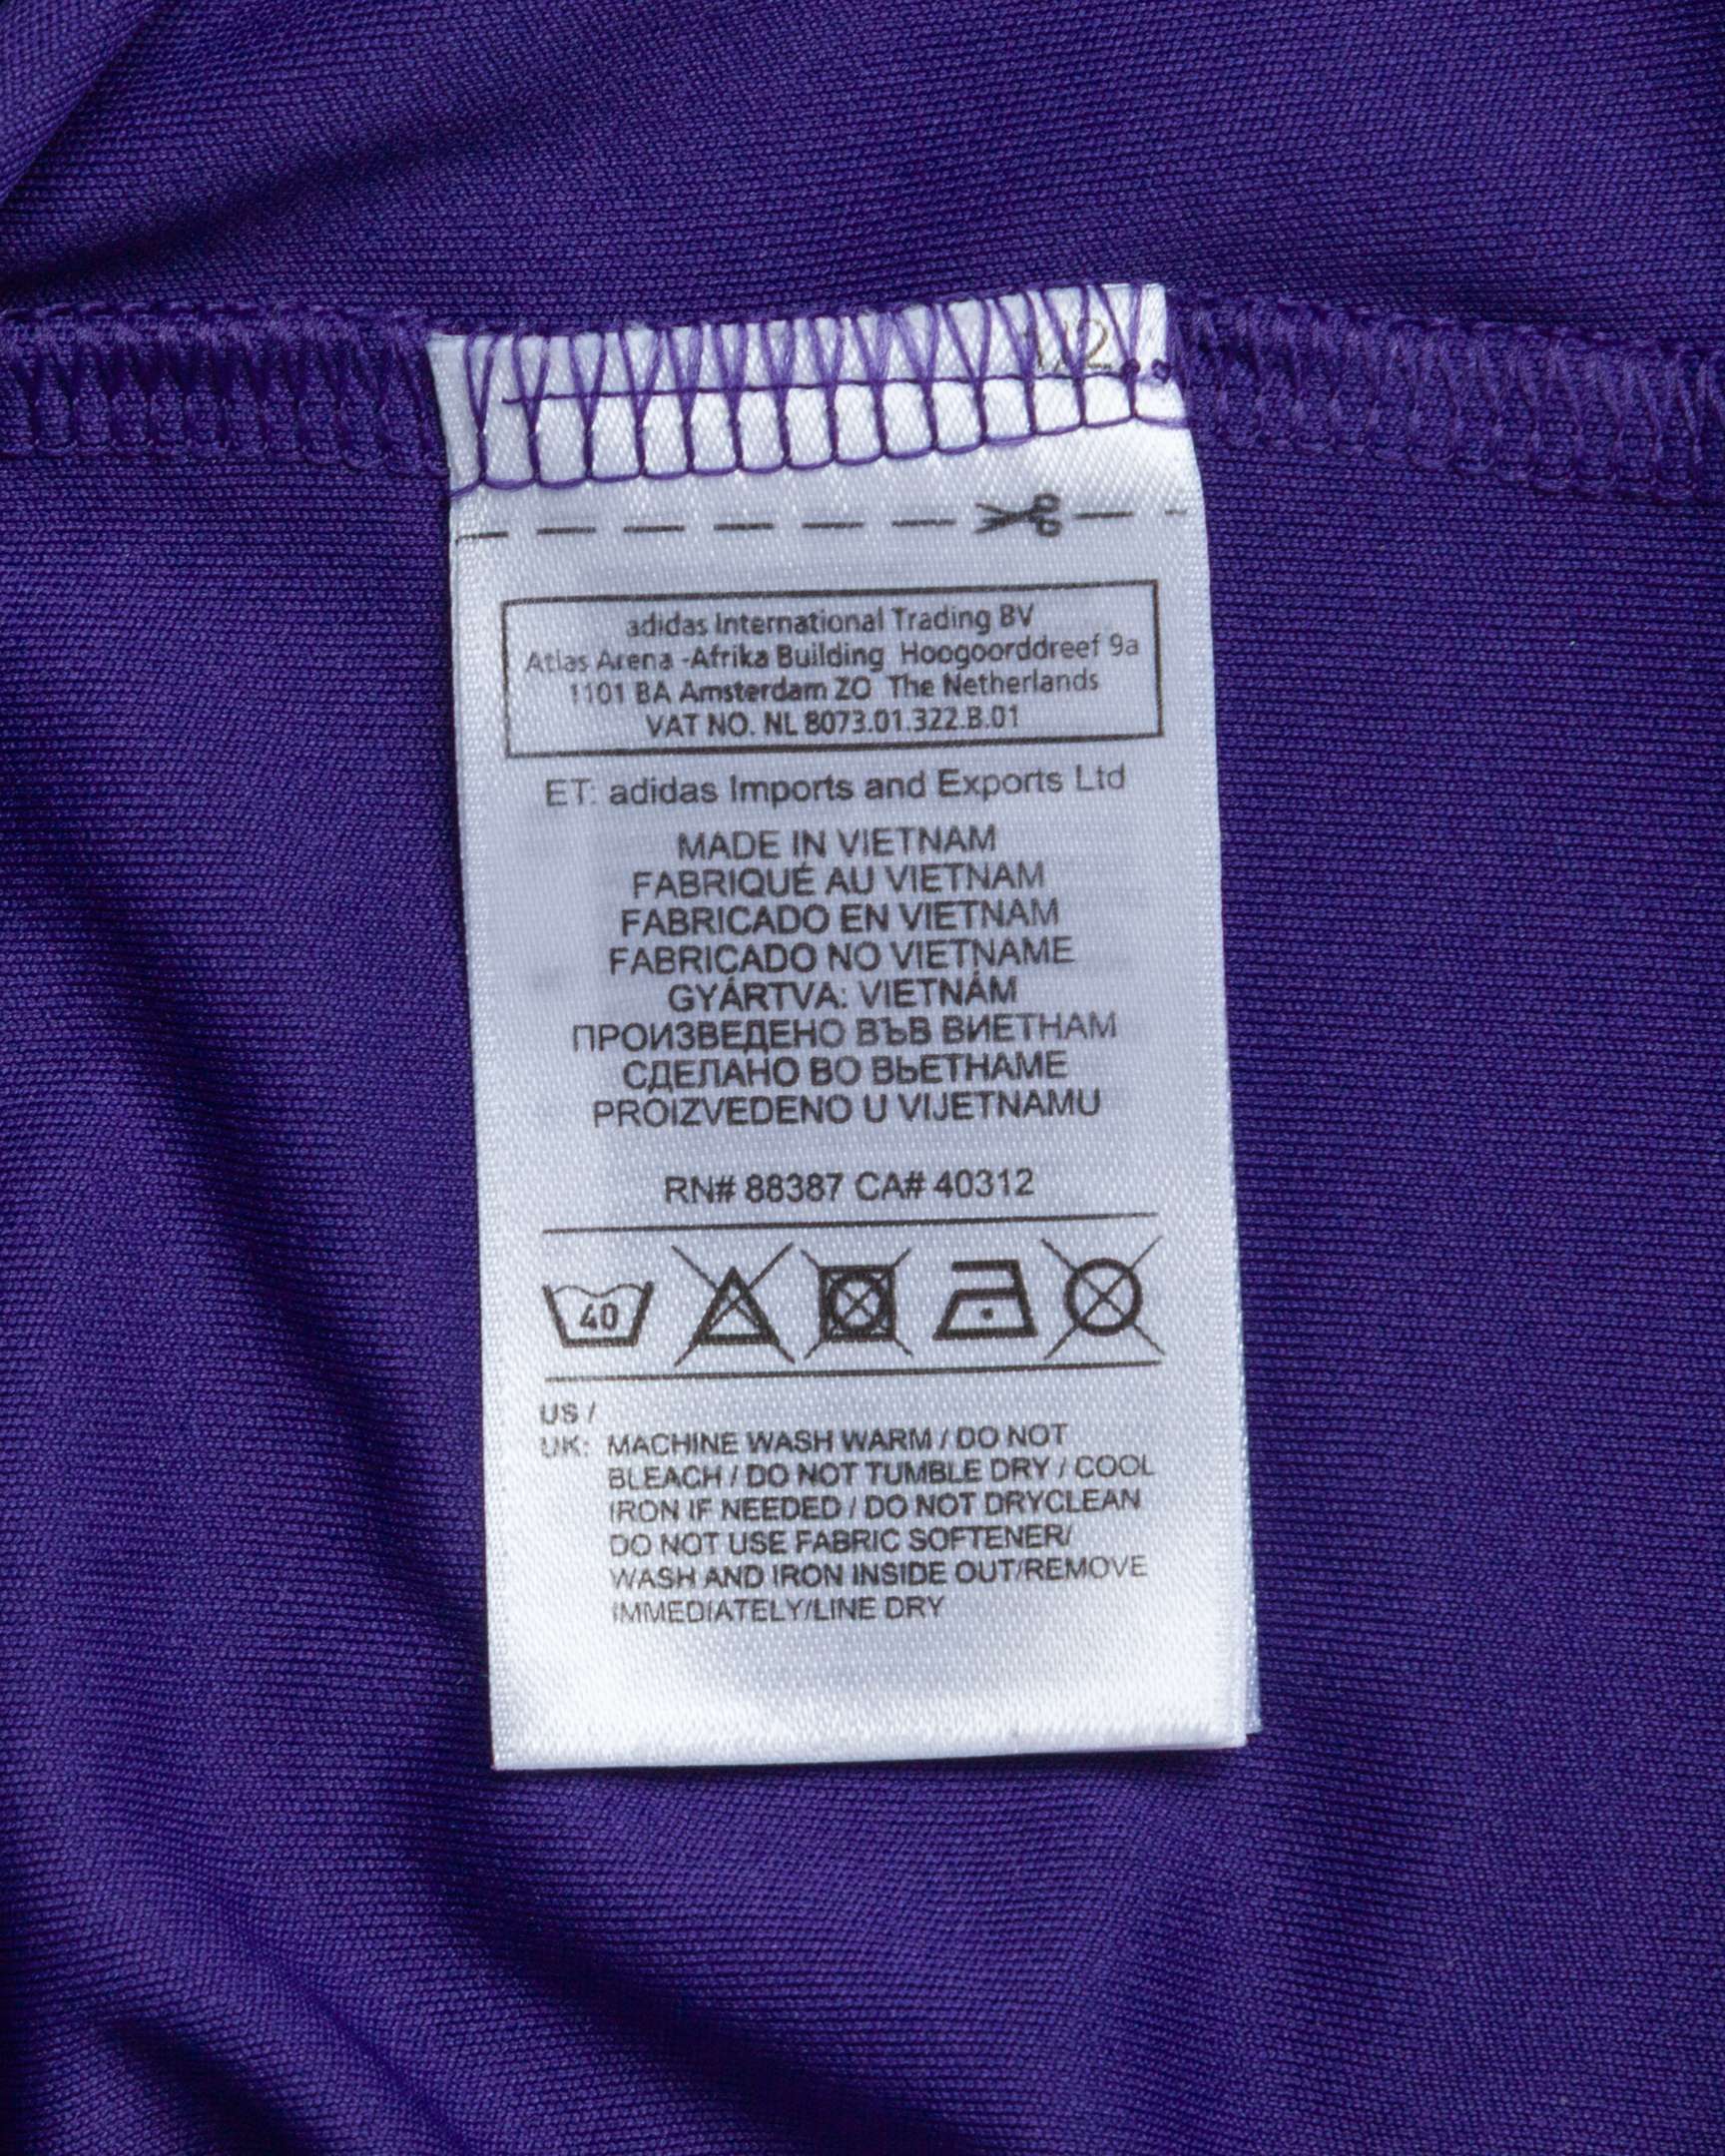 1/2
adidas International Trading BV
Atlas Arena -Afrika Building Hoogoorddreef 9a
1101 BA Amsterdam ZO The Netherlands
VAT NO. NL 8073.01.322.B.01
ET: adidas Imports and Exports Ltd
MADE IN VIETNAM
FABRIQUÉ AU VIETNAM
FABRICADO EN VIETNAM
FABRICADO NO VIETNAME
GYÁRTVA: VIETNÁM
ПРОИЗВЕДЕНО ВЪВ ВИЕТНАМ
СДЕЛАНО ВО ВЬЕТНАМЕ
PROIZVEDENO U VIJETNAMU
RN# 88387 CA# 40312
40
US /
UK: MACHINE WASH WARM / DO NOT
BLEACH / DO NOT TUMBLE DRY / COOL
IRON IF NEEDED / DO NOT DRYCLEAN
DO NOT USE FABRIC SOFTENER/
WASH AND IRON INSIDE OUT/REMOVE
IMMEDIATELY/LINE DRY